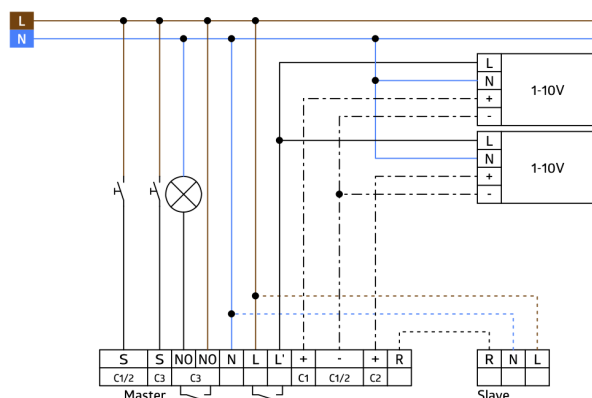 L
N
L
N
+
-
1-10V
L
N
+
-
1-10V
S S NO NO N L L' + - + R
C1/2 C3 C3 C1 C1/2 C2
Master
R N L
Slave